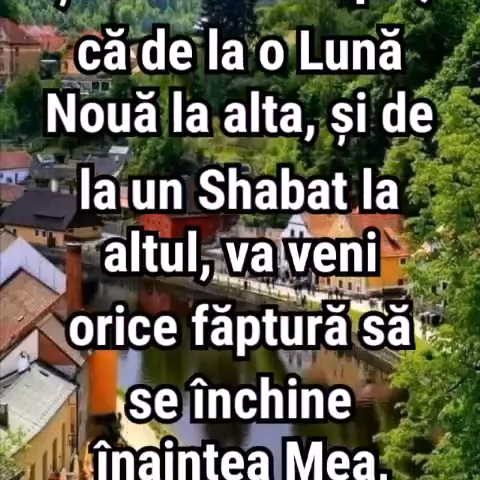 că de la o Lună
Nouă la alta, și de
la un Shabat la
altul, va veni
orice făptură să
se închine
înaintea Mea.